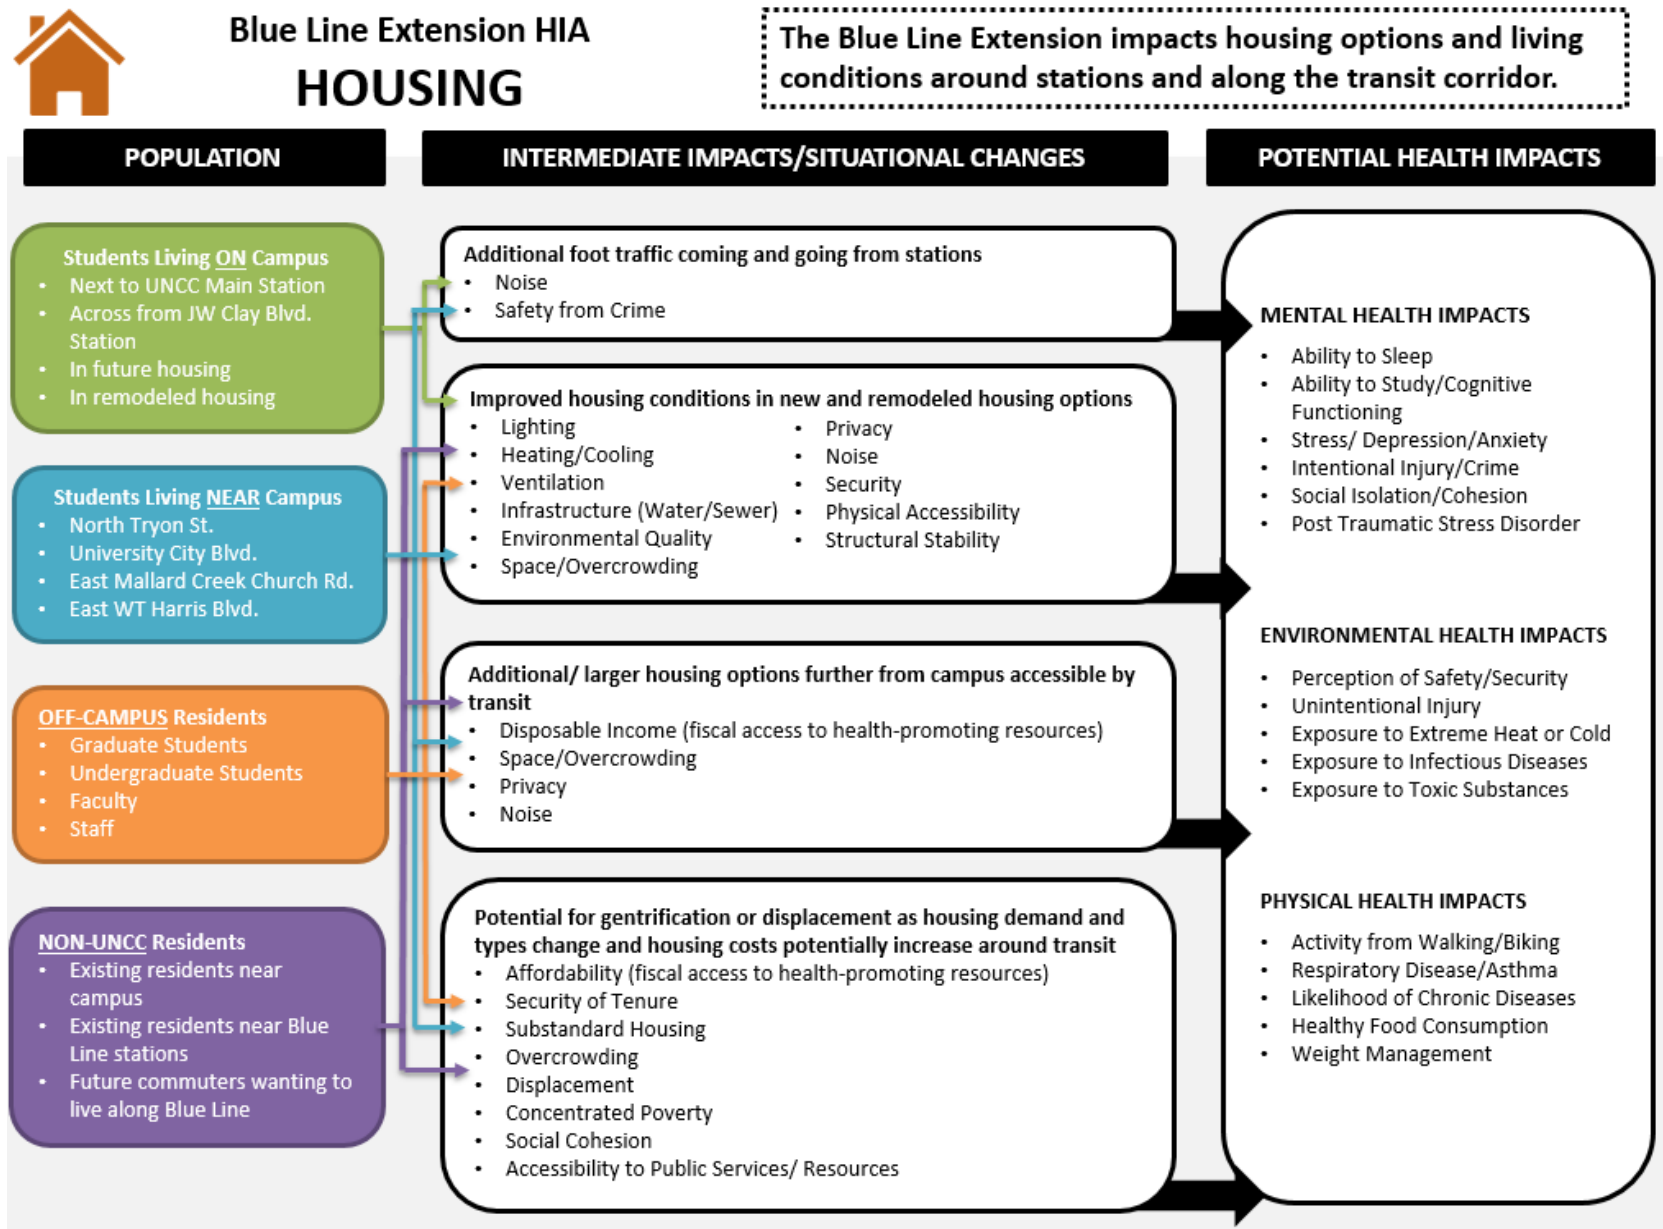 Blue Line Extension HIA
HOUSING
The Blue Line Extension impacts housing options and living
conditions around stations and along the transit corridor.
POPULATION
INTERMEDIATE IMPACTS/SITUATIONAL CHANGES
POTENTIAL HEALTH IMPACTS
Students Living ON Campus
• Next to UNCC Main Station
• Across from JW Clay Blvd.
Station
• In future housing
• In remodeled housing
Students Living NEAR Campus
• North Tryon St.
• University City Blvd.
• East Mallard Creek Church Rd.
• East WT Harris Blvd.
OFF-CAMPUS Residents
• Graduate Students
• Undergraduate Students
• Faculty
• Staff
NON-UNCC Residents
• Existing residents near
campus
• Existing residents near Blue
Line stations
• Future commuters wanting to
live along Blue Line
Additional foot traffic coming and going from stations
• Noise
• Safety from Crime
Improved housing conditions in new and remodeled housing options
• Lighting
• Heating/Cooling
• Ventilation
• Infrastructure (Water/Sewer)
• Environmental Quality
• Space/Overcrowding
• Privacy
• Noise
• Security
• Physical Accessibility
• Structural Stability
Additional/ larger housing options further from campus accessible by
transit
• Disposable Income (fiscal access to health-promoting resources)
• Space/Overcrowding
• Privacy
• Noise
Potential for gentrification or displacement as housing demand and
types change and housing costs potentially increase around transit
• Affordability (fiscal access to health-promoting resources)
• Security of Tenure
• Substandard Housing
• Overcrowding
• Displacement
• Concentrated Poverty
• Social Cohesion
• Accessibility to Public Services/ Resources
MENTAL HEALTH IMPACTS
• Ability to Sleep
• Ability to Study/Cognitive
Functioning
• Stress/ Depression/Anxiety
• Intentional Injury/Crime
• Social Isolation/Cohesion
• Post Traumatic Stress Disorder
ENVIRONMENTAL HEALTH IMPACTS
• Perception of Safety/Security
• Unintentional Injury
• Exposure to Extreme Heat or Cold
• Exposure to Infectious Diseases
• Exposure to Toxic Substances
PHYSICAL HEALTH IMPACTS
• Activity from Walking/Biking
• Respiratory Disease/Asthma
• Likelihood of Chronic Diseases
• Healthy Food Consumption
• Weight Management